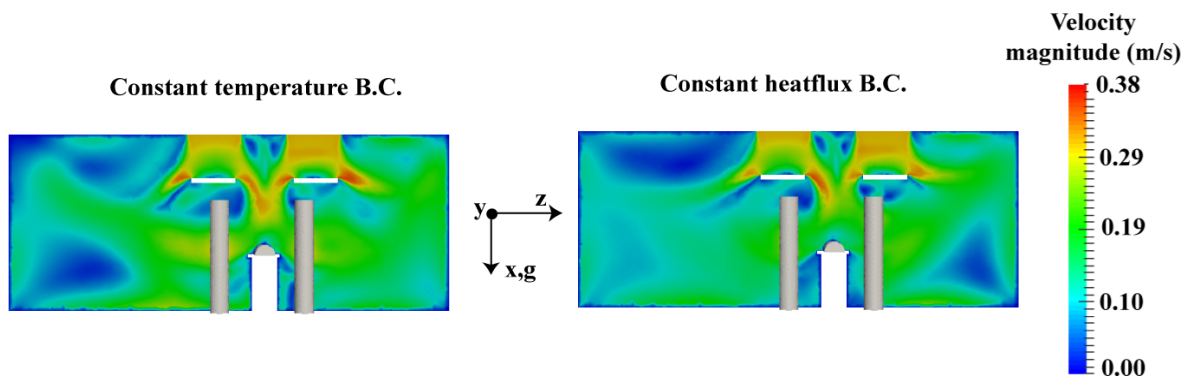 Constant temperature B.C.
Constant heatflux B.C.
Velocity
magnitude (m/s)
0.38
0.29
0.19
0.10
0.00
y
z
x,g